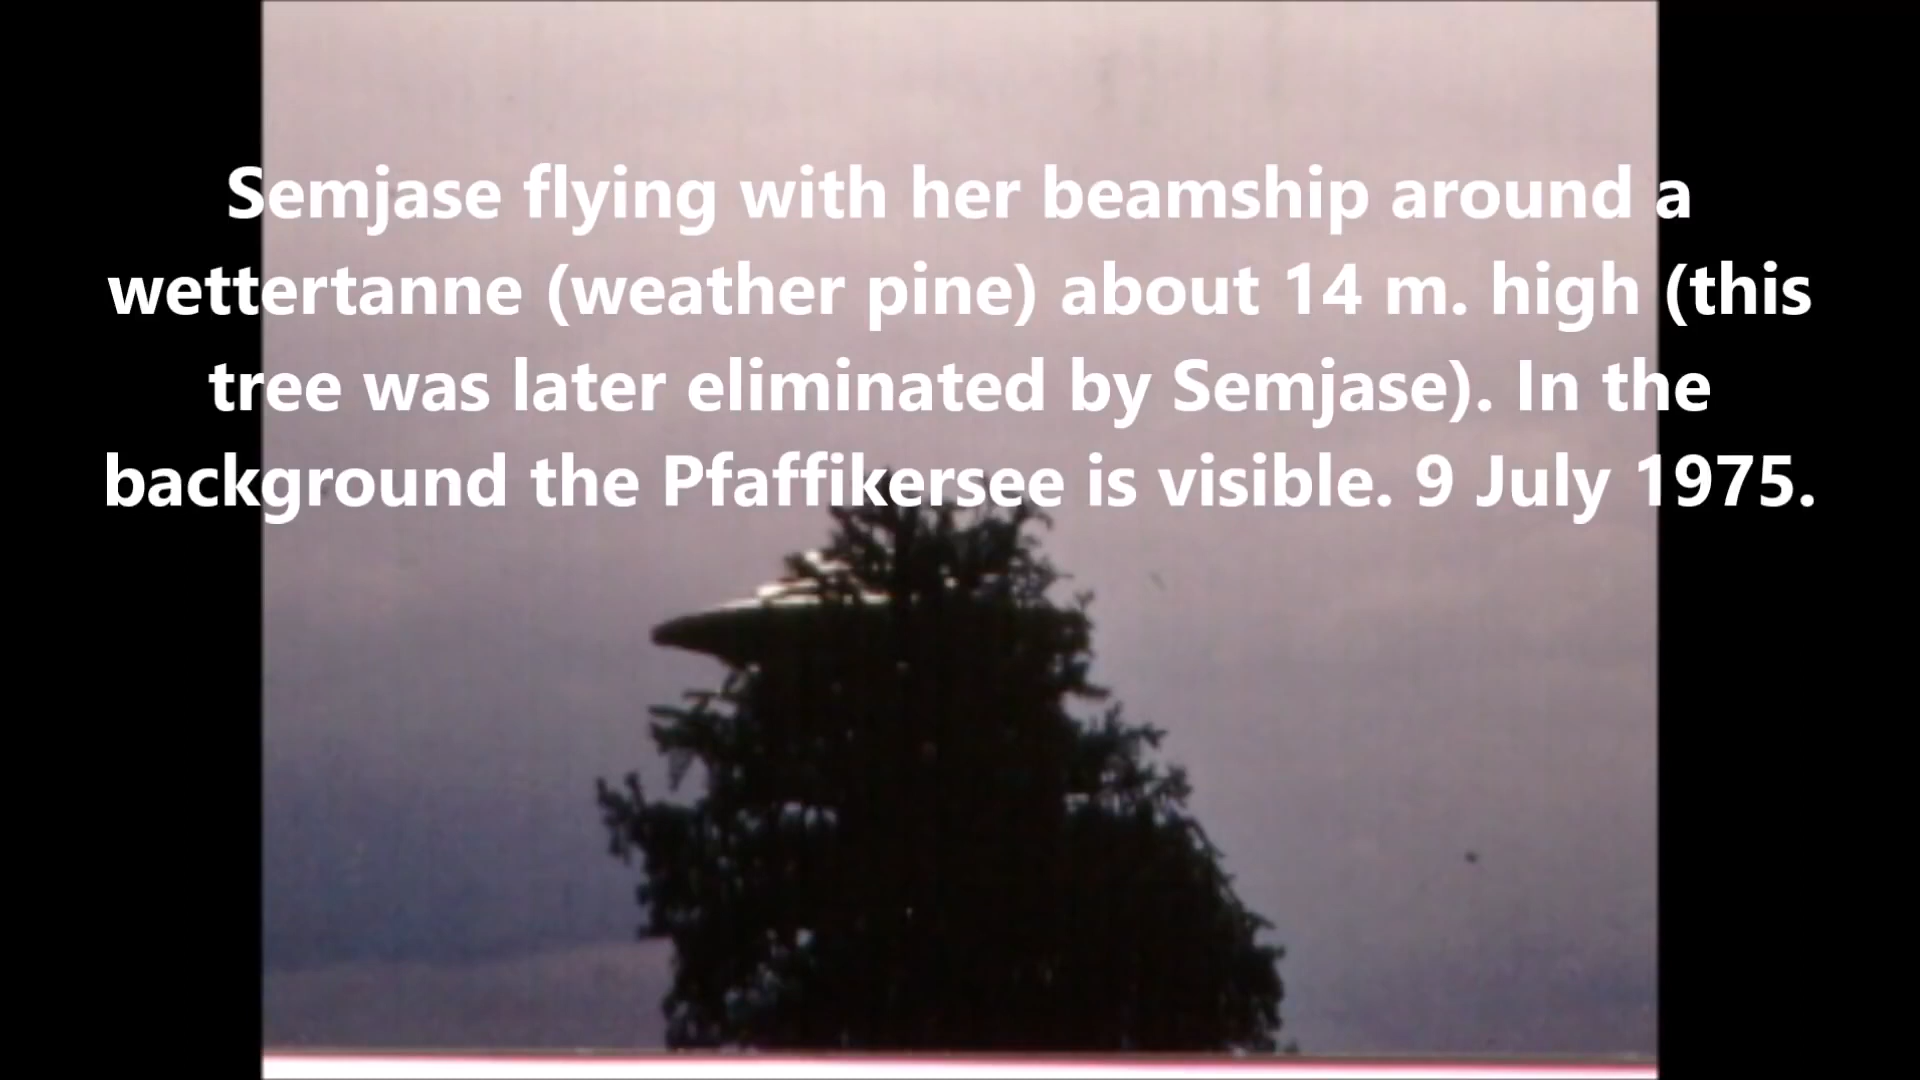 Semjase flying with her beamship around a
wettertanne (weather pine) about 14 m. high (this
tree was later eliminated by Semjase). In the
background the Pfaffikersee is visible. 9 July 1975.